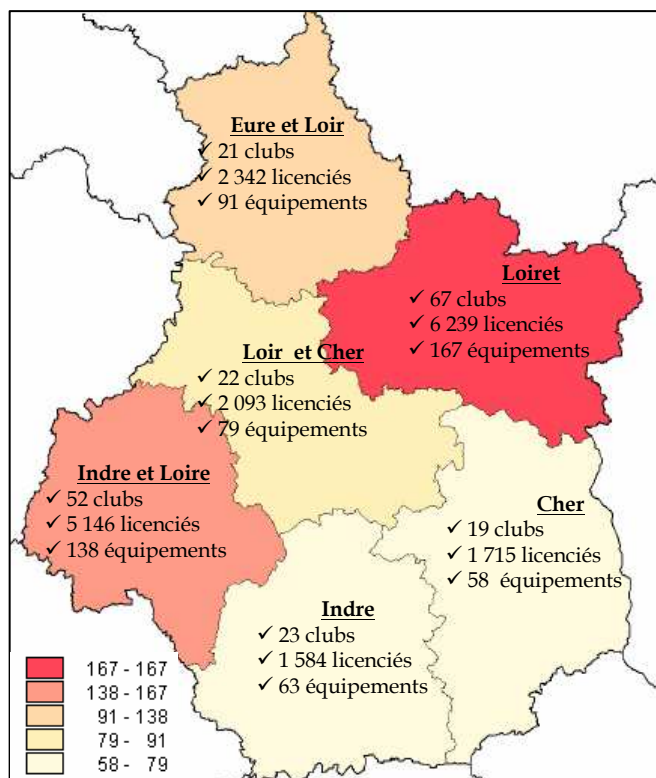 Eure et Loir
✓ 21 clubs
✓ 2 342 licenciés
✓ 91 équipements
Loiret
✓ 67 clubs
✓ 6 239 licenciés
✓ 167 équipements
Loir et Cher
✓ 22 clubs
✓ 2 093 licenciés
✓ 79 équipements
Indre et Loire
✓ 52 clubs
✓ 5 146 licenciés
✓ 138 équipements
Cher
✓ 19 clubs
✓ 1 715 licenciés
✓ 58 équipements
Indre
✓ 23 clubs
✓ 1 584 licenciés
✓ 63 équipements
167 - 167
138 - 167
91 - 138
79 - 91
58 - 79